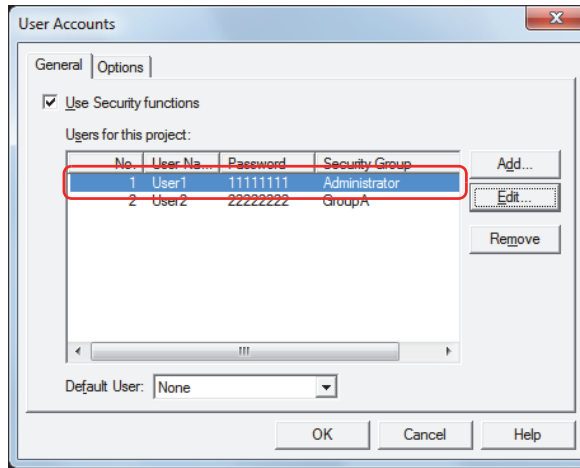 User Accounts
General Options
Use Security functions
Users for this project:
No. User Na... Password Security Group
1 User1 11111111 Administrator
2 User2 22222222 GroupA
Add...
Edit...
Remove
Default User: None
OK Cancel Help